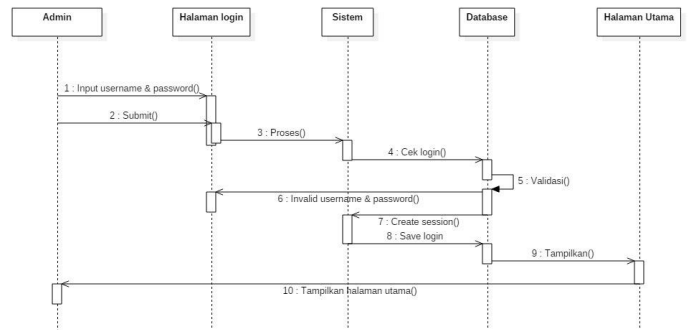 Admin
Halaman login
Sistem
Database
Halaman Utama
1 : Input username & password()
2 : Submit()
3 : Proses()
4 : Cek login()
5 : Validasi()
6 : Invalid username & password()
7 : Create session()
8 : Save login
9 : Tampilkan()
10 : Tampilkan halaman utama()